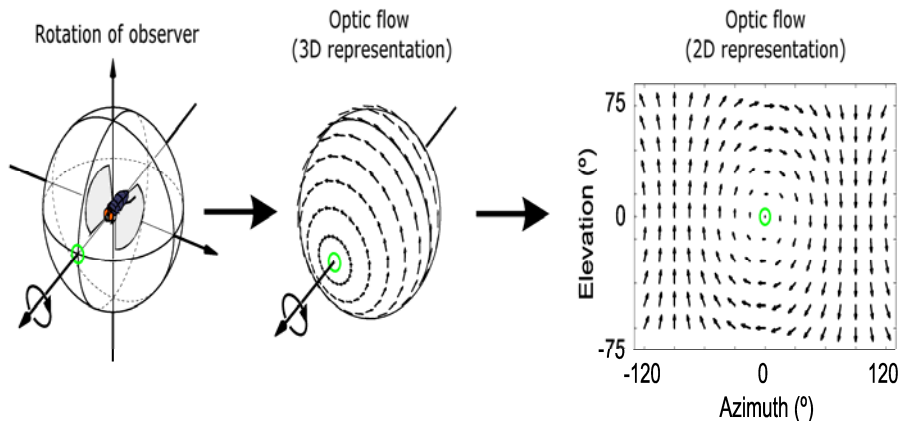 Rotation of observer
Optic flow
(3D representation)
Optic flow
(2D representation)
75
0
-75
Elevation (º)
-120
0
120
Azimuth (º)